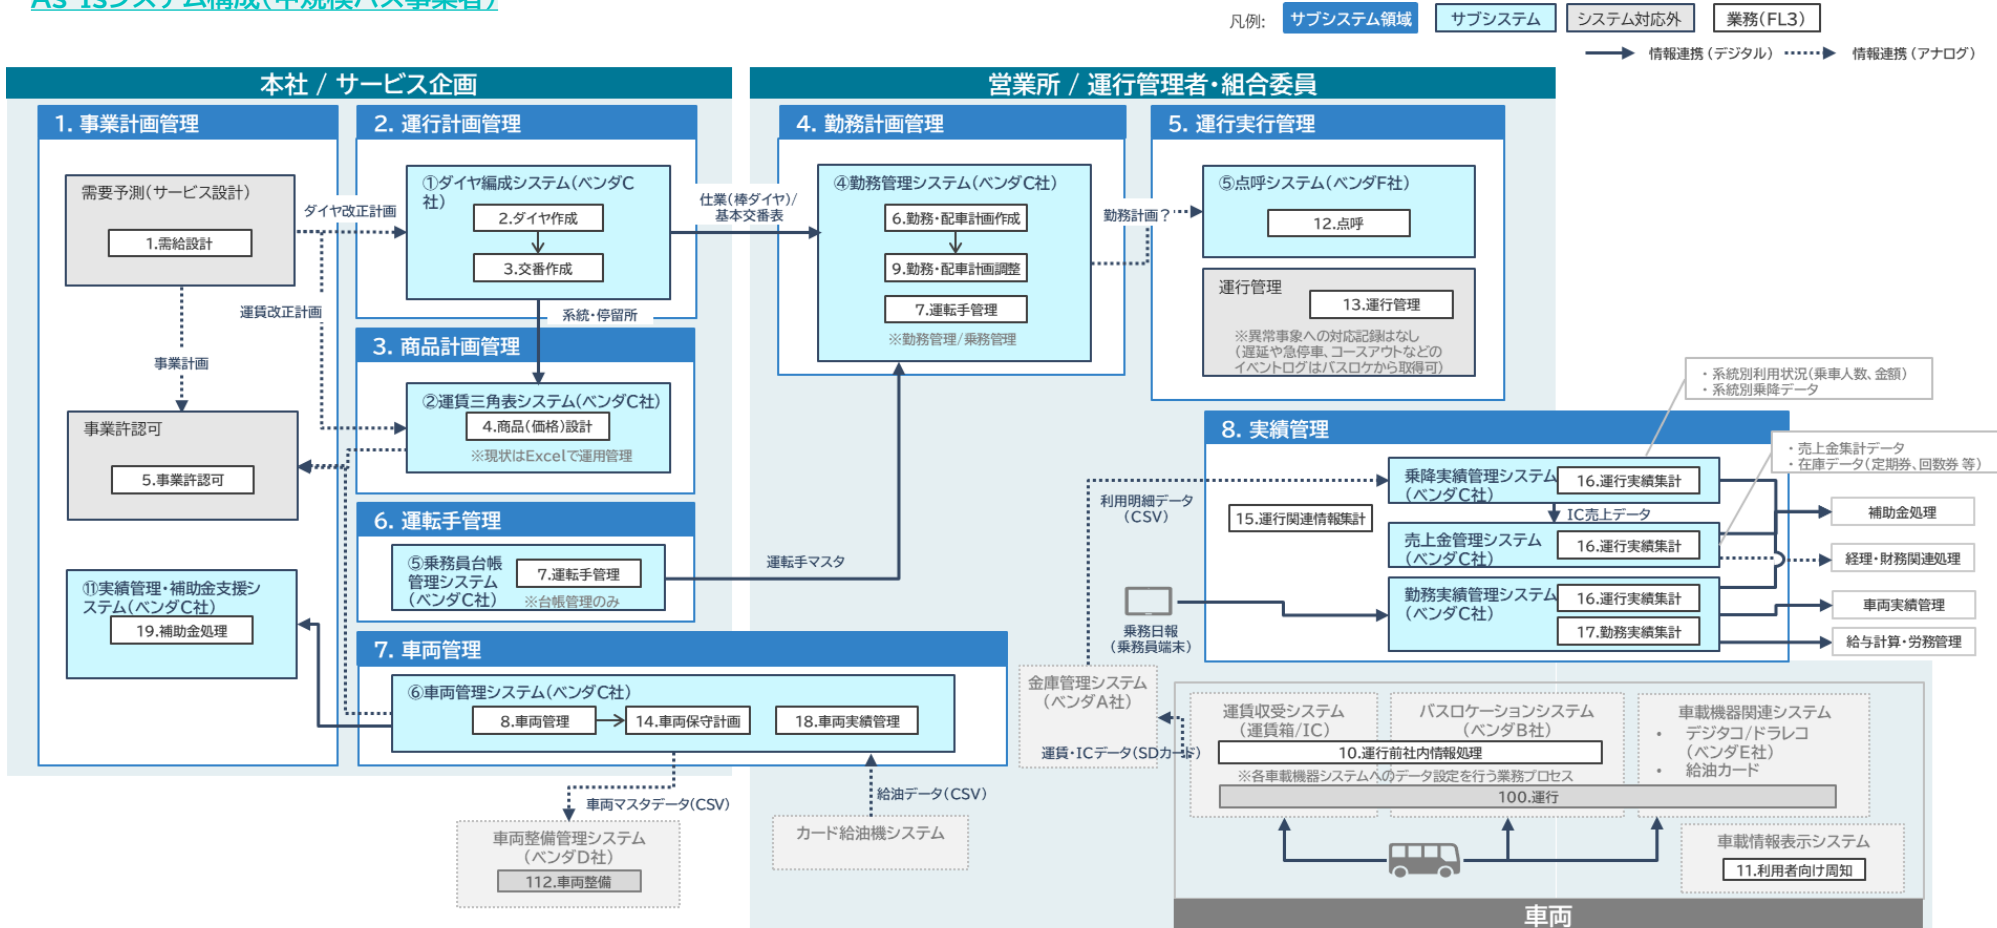 As-Isシステム構成(中規模バス事業者)
凡例:
サブシステム領域
サブシステム
システム対応外
業務(FL3)
情報連携(デジタル)
情報連携(アナログ)
本社 / サービス企画
営業所 / 運行管理者・組合委員
1. 事業計画管理
需要予測(サービス設計)
1.需給設計
ダイヤ改正計画
運賃改正計画
事業計画
事業許認可
5.事業許認可
⑪実績管理・補助金支援シ
ステム(ベンダC社)
19.補助金処理
2. 運行計画管理
①ダイヤ編成システム(ベンダC
社)
2.ダイヤ作成
3.交番作成
仕業(棒ダイヤ)/
基本交番表
系統・停留所
3. 商品計画管理
②運賃三角表システム(ベンダC社)
4.商品(価格)設計
※現状はExcelで運用管理
6. 運転手管理
⑤乗務員台帳
管理システム
(ベンダC社)
7.運転手管理
※台帳管理のみ
運転手マスタ
7. 車両管理
⑥車両管理システム(ベンダC社)
8.車両管理
14.車両保守計画
18.車両実績管理
車両マスタデータ(CSV)
給油データ(CSV)
車両整備管理システム
(ベンダD社)
112.車両整備
カード給油機システム
4. 勤務計画管理
④勤務管理システム(ベンダC社)
6.勤務・配車計画作成
9.勤務・配車計画調整
7.運転手管理
※勤務管理/乗務管理
勤務計画?
5. 運行実行管理
⑤点呼システム(ベンダF社)
12.点呼
運行管理
13.運行管理
※異常事象への対応記録はなし
(遅延や急停車、コースアウトなどの
イベントログはバスロケから取得可)
・系統別利用状況(乗車人数、金額)
・系統別乗降データ
8. 実績管理
・売上金集計データ
・在庫データ(定期券、回数券 等)
利用明細データ
(CSV)
15.運行関連情報集計
乗降実績管理システム
(ベンダC社)
16.運行実績集計
IC売上データ
売上金管理システム
(ベンダC社)
16.運行実績集計
勤務実績管理システム
(ベンダC社)
16.運行実績集計
17.勤務実績集計
補助金処理
経理・財務関連処理
車両実績管理
給与計算・労務管理
乗務日報
(乗務員端末)
金庫管理システム
(ベンダA社)
運賃・ICデータ(SDカード)
運賃収受システム
(運賃箱/IC)
バスロケーションシステム
(ベンダB社)
車載機器関連システム
・ デジタコ/ドラレコ
(ベンダE社)
・ 給油カード
10.運行前社内情報処理
※各車載機器システムへのデータ設定を行う業務プロセス
100.運行
車載情報表示システム
11.利用者向け周知
車両